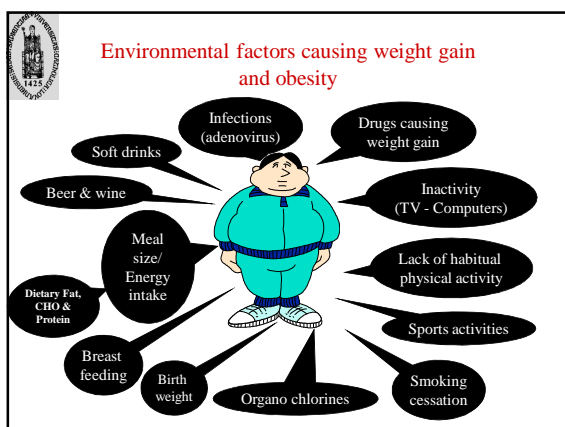 Environmental factors causing weight gain
and obesity
1425
Infections
(adenovirus)
Drugs causing
weight gain
Soft drinks
Beer & wine
Inactivity
(TV - Computers)
Meal
size/
Energy
intake
Lack of habitual
physical activity
Dietary Fat,
CHO &
Protein
Sports activities
Breast
feeding
Birth
weight
Organo chlorines
Smoking
cessation